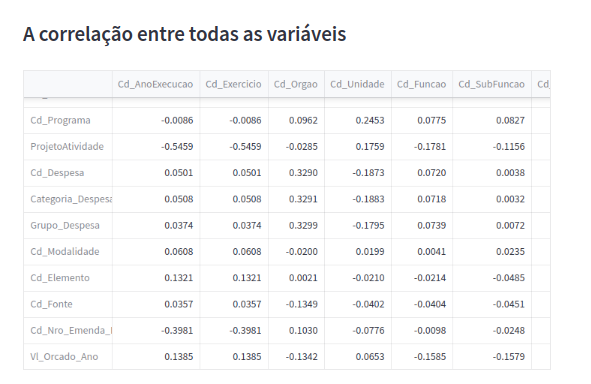 A correlação entre todas as variáveis
Cd_AnoExecucao Cd_Exercicio Cd_Orgao Cd_Unidade Cd_Funcao Cd_SubFuncao Cd_
Cd_Programa -0.0086 -0.0086 0.0962 0.2453 0.0775 0.0827
ProjetoAtividade -0.5459 -0.5459 -0.0285 0.1759 -0.1781 -0.1156
Cd_Despesa 0.0501 0.0501 0.3290 -0.1873 0.0720 0.0038
Categoria_Despesa 0.0508 0.0508 0.3291 -0.1883 0.0718 0.0032
Grupo_Despesa 0.0374 0.0374 0.3299 -0.1795 0.0739 0.0072
Cd_Modalidade 0.0608 0.0608 -0.0200 0.0199 0.0041 0.0235
Cd_Elemento 0.1321 0.1321 0.0021 -0.0210 -0.0214 -0.0485
Cd_Fonte 0.0357 0.0357 -0.1349 -0.0402 -0.0404 -0.0451
Cd_Nro_Emenda_ -0.3981 -0.3981 0.1030 -0.0776 -0.0098 -0.0248
Vl_Orcado_Ano 0.1385 0.1385 -0.1342 0.0653 -0.1585 -0.1579